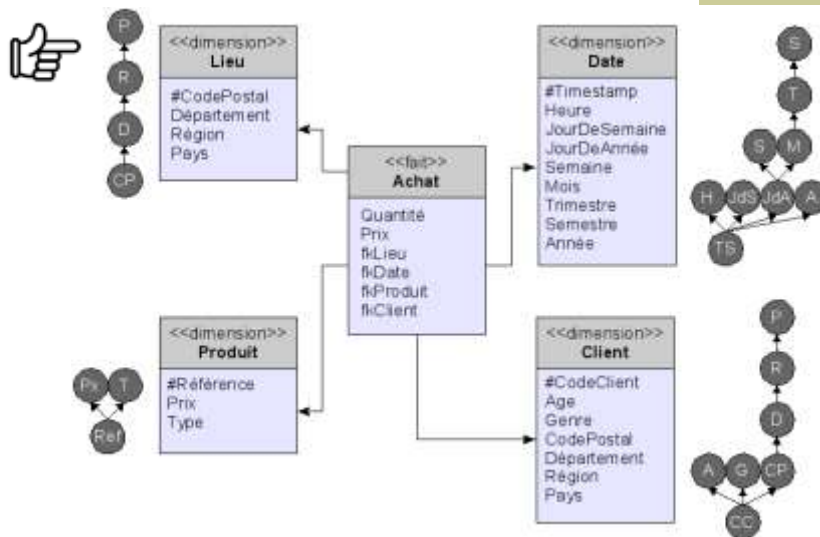 P
R
D
CP
<<dimension>>
Lieu
#CodePostal
Département
Région
Pays
<<fait>>
Achat
Quantité
Prix
fkLieu
fkDate
fkProduit
fkClient
<<dimension>>
Date
#Timestamp
Heure
JourDeSemaine
JourDeAnnée
Semaine
Mois
Trimestre
Semestre
Année
S
T
S
M
H
JdS
JdA
A
TS
Px
T
Ref
<<dimension>>
Produit
#Référence
Prix
Type
<<dimension>>
Client
#CodeClient
Age
Genre
CodePostal
Département
Région
Pays
P
R
D
A
G
CP
CC